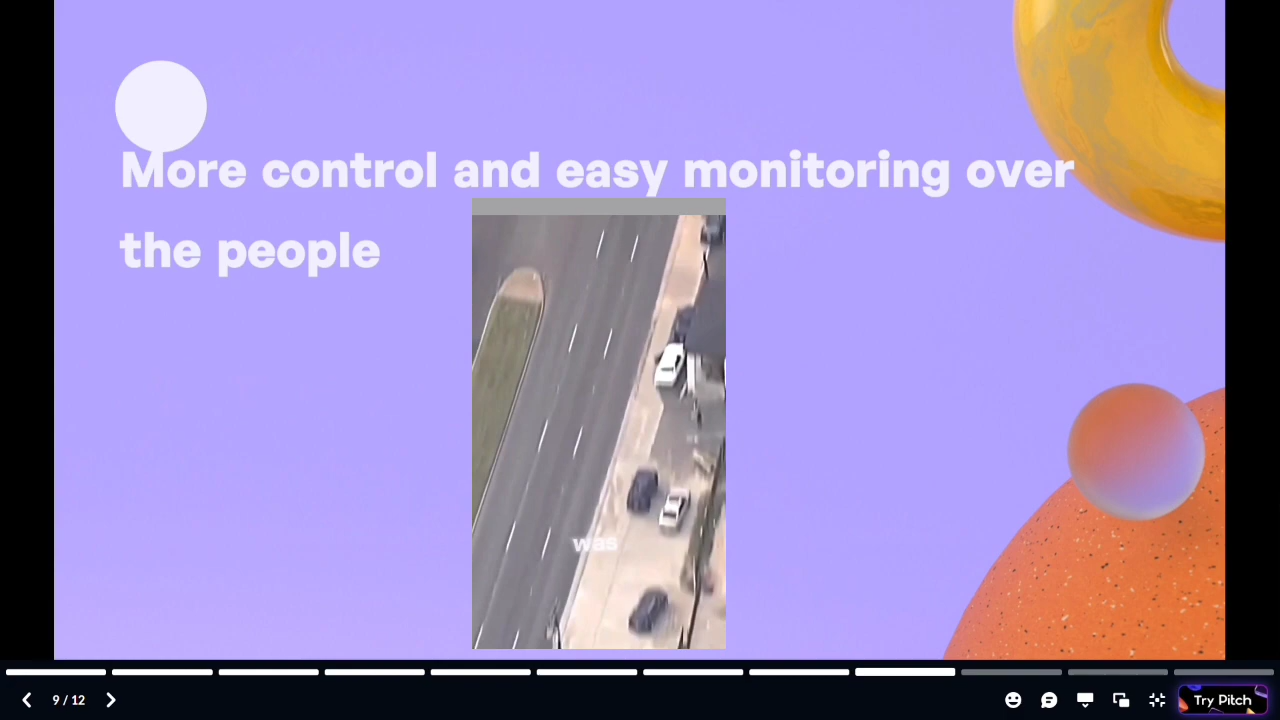 More control and easy monitoring over
the people
was
9 / 12
Try Pitch